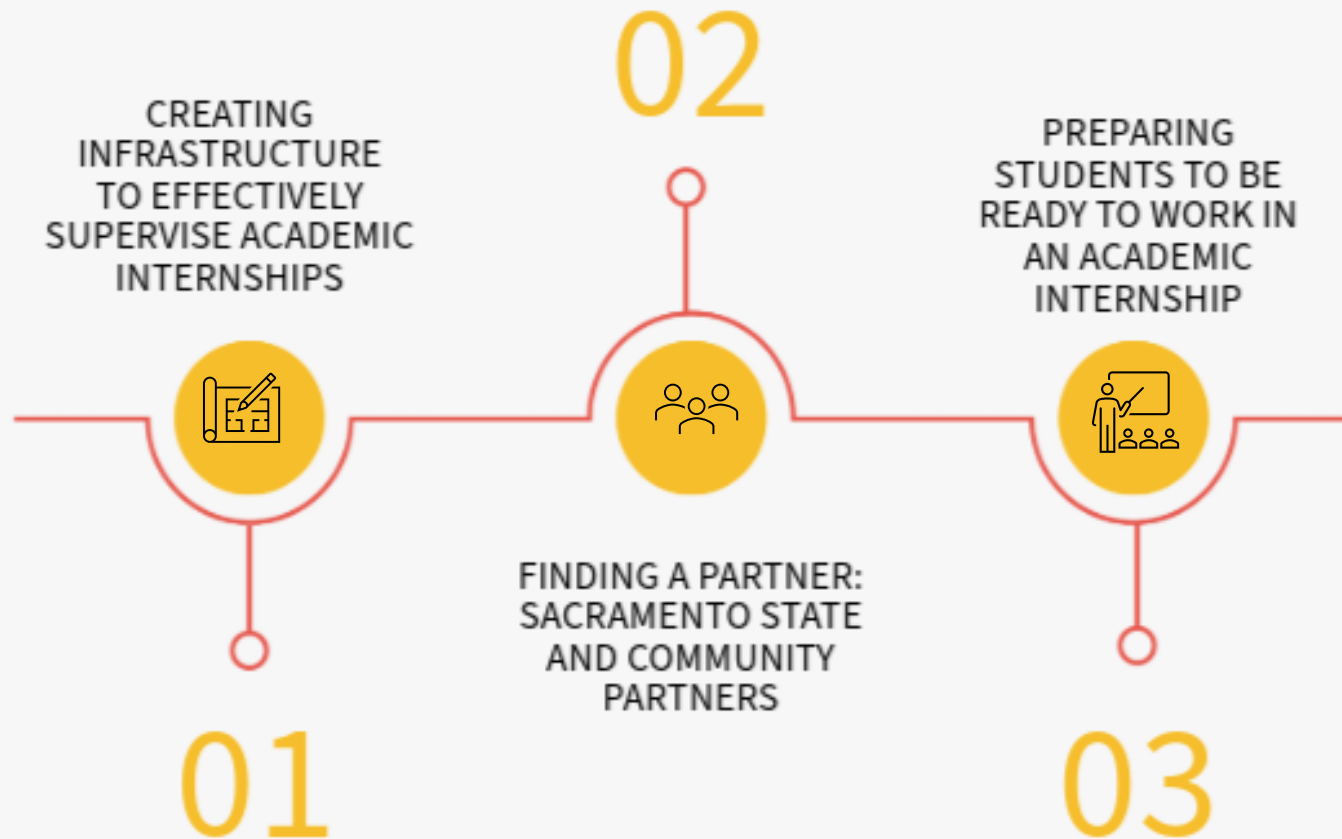 01
CREATING
INFRASTRUCTURE
TO EFFECTIVELY
SUPERVISE ACADEMIC
INTERNSHIPS
02
FINDING A PARTNER:
SACRAMENTO STATE
AND COMMUNITY
PARTNERS
03
PREPARING
STUDENTS TO BE
READY TO WORK IN
AN ACADEMIC
INTERNSHIP